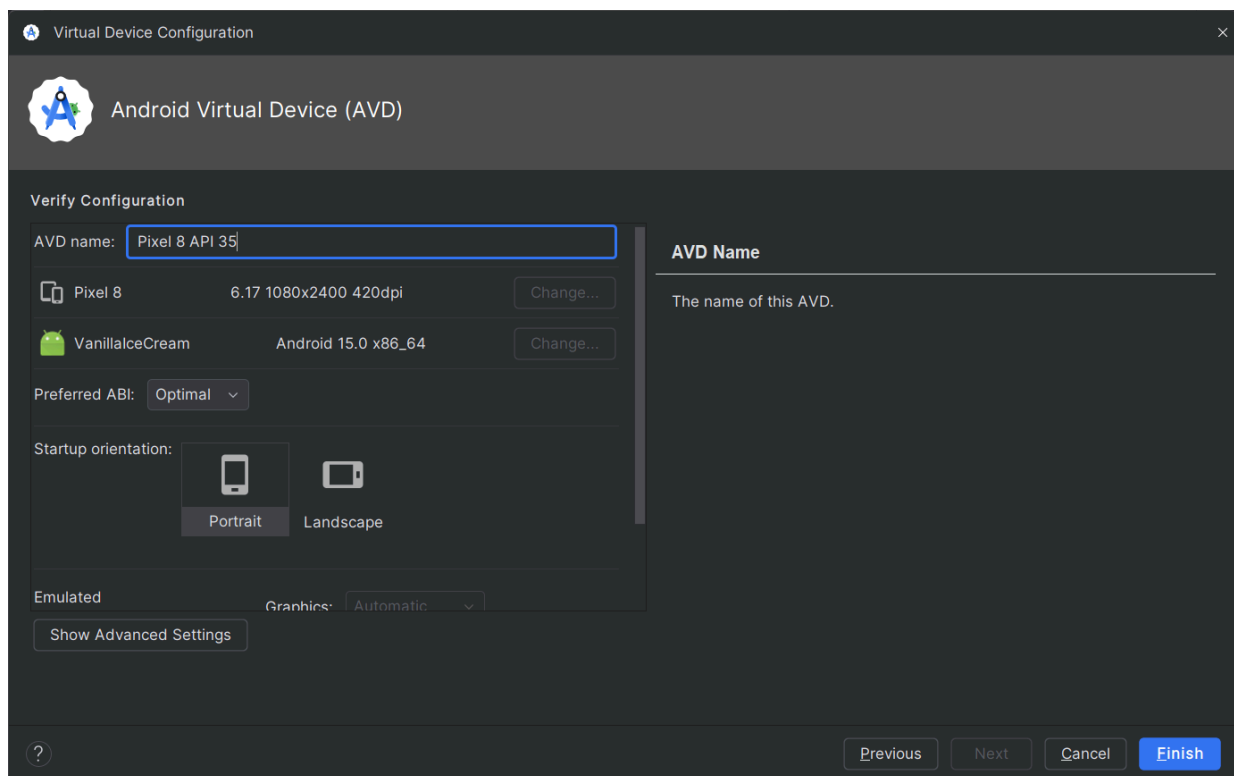 Virtual Device Configuration
Android Virtual Device (AVD)
Verify Configuration
AVD name: Pixel 8 API 35
AVD Name
Pixel 8 6.17 1080x2400 420dpi Change...
The name of this AVD.
VanillaIceCream Android 15.0 x86_64 Change...
Preferred ABI: Optimal
Startup orientation:
Portrait Landscape
Emulated
Graphics: Automatic
Show Advanced Settings
? Previous Next Cancel Finish